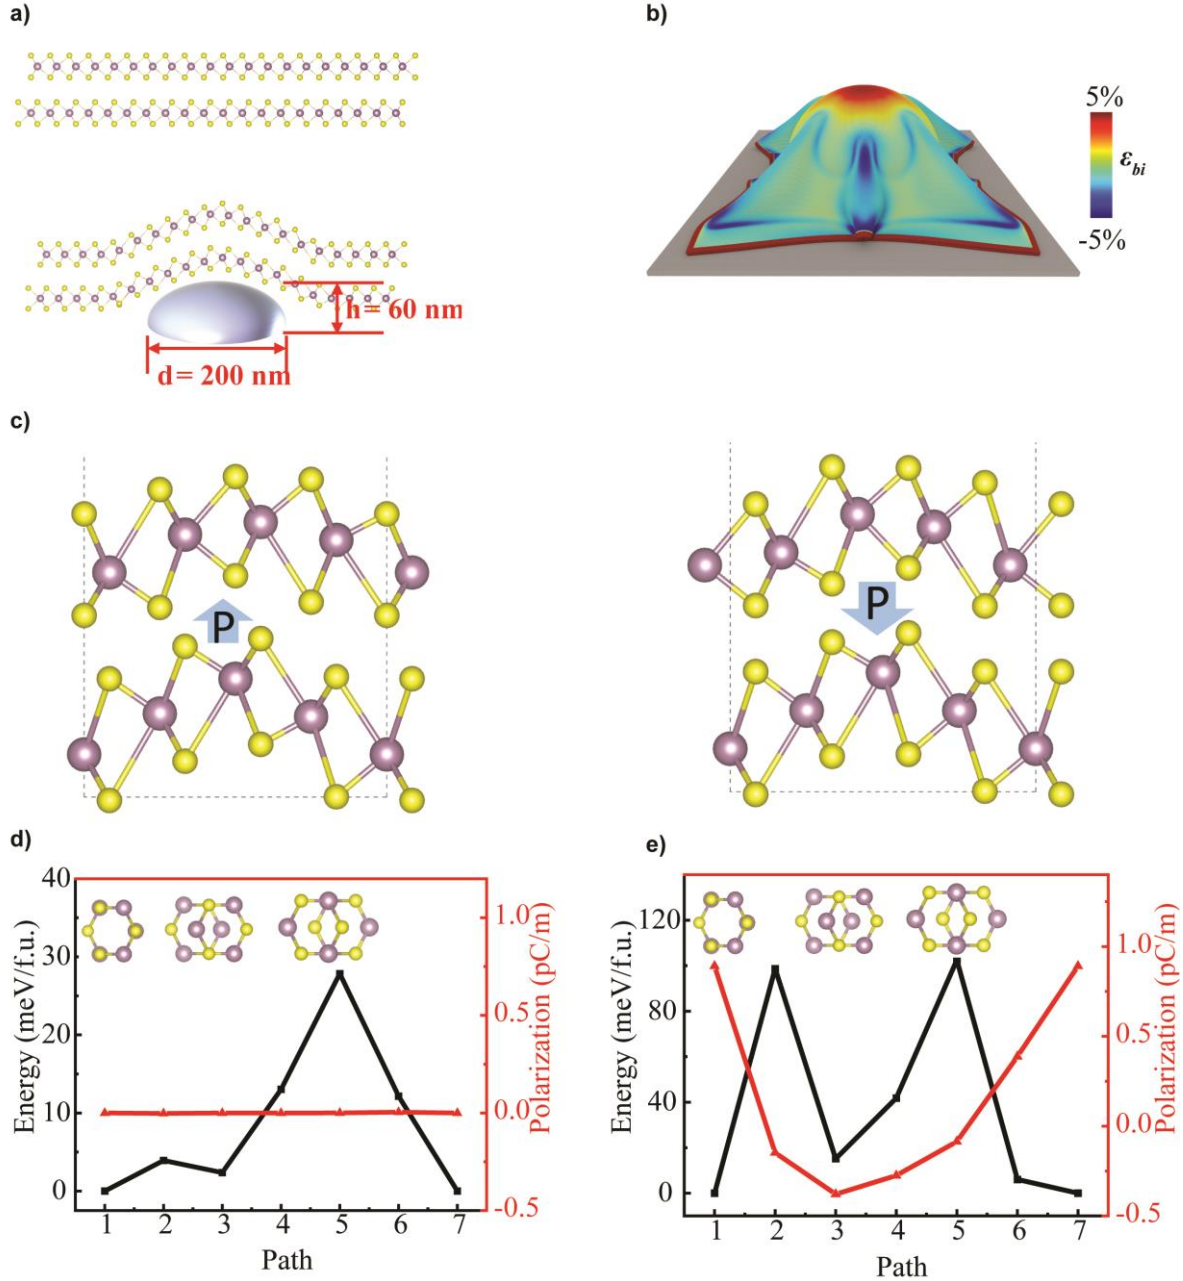 a)
b)
5%
ε_bi
-5%
h = 60 nm
d = 200 nm
c)
P
P
d)
e)
40
30
20
10
0
Energy (meV/f.u.)
1.0
0.5
0.0
-0.5
Polarization (pC/m)
1 2 3 4 5 6 7
Path
120
80
40
0
Energy (meV/f.u.)
1.0
0.5
0.0
-0.5
Polarization (pC/m)
1 2 3 4 5 6 7
Path